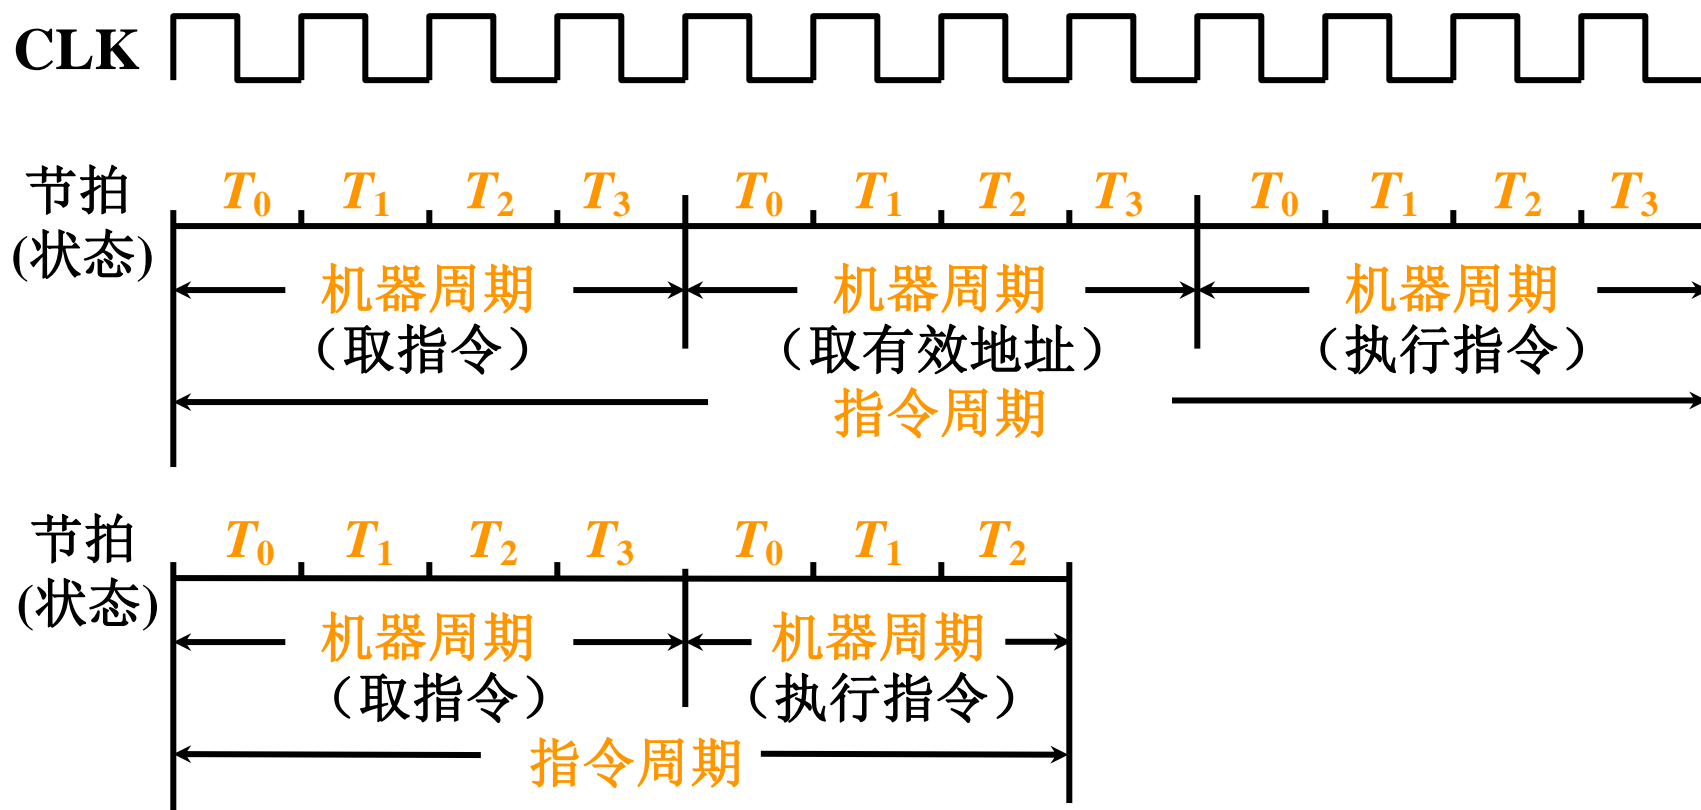 CLK
节拍
(状态)
T0 T1 T2 T3 T0 T1 T2 T3 T0 T1 T2 T3
机器周期 机器周期 机器周期
（取指令） （取有效地址） （执行指令）
指令周期
节拍
(状态)
T0 T1 T2 T3 T0 T1 T2
机器周期 机器周期
（取指令） （执行指令）
指令周期